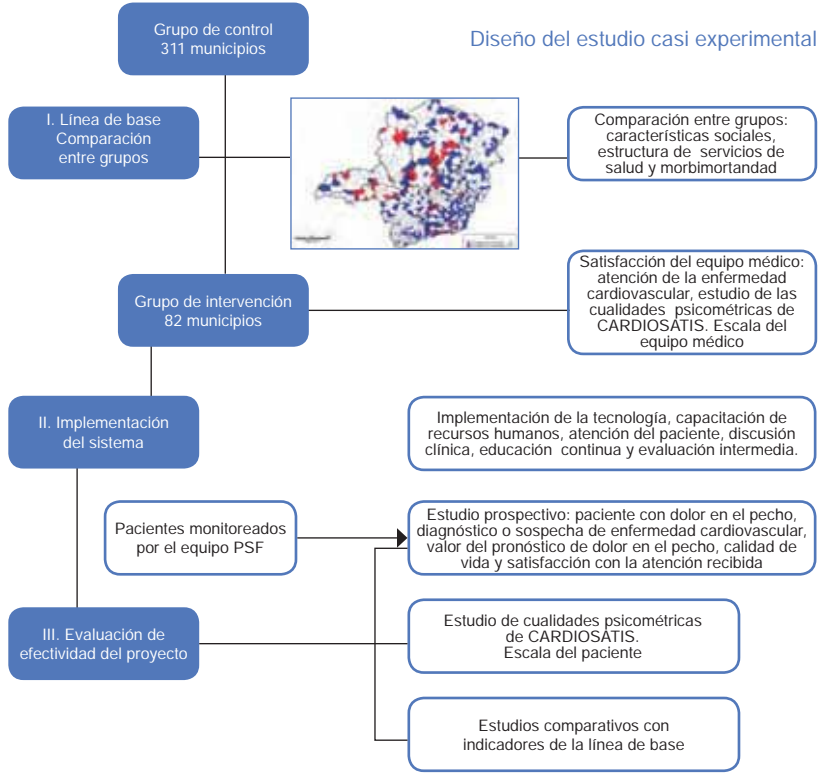 Grupo de control
311 municipios
Diseño del estudio casi experimental
I. Línea de base
Comparación
entre grupos
Comparación entre grupos:
características sociales,
estructura de servicios de
salud y morbimortandad
Grupo de intervención
82 municipios
Satisfacción del equipo médico:
atención de la enfermedad
cardiovascular, estudio de las
cualidades psicométricas de
CARDIOSATIS. Escala del
equipo médico
II. Implementación
del sistema
Implementación de la tecnología, capacitación de
recursos humanos, atención del paciente, discusión
clínica, educación continua y evaluación intermedia.
Pacientes monitoreados
por el equipo PSF
Estudio prospectivo: paciente con dolor en el pecho,
diagnóstico o sospecha de enfermedad cardiovascular,
valor del pronóstico de dolor en el pecho, calidad de
vida y satisfacción con la atención recibida
III. Evaluación de
efectividad del proyecto
Estudio de cualidades psicométricas
de CARDIOSATIS.
Escala del paciente
Estudios comparativos con
indicadores de la línea de base